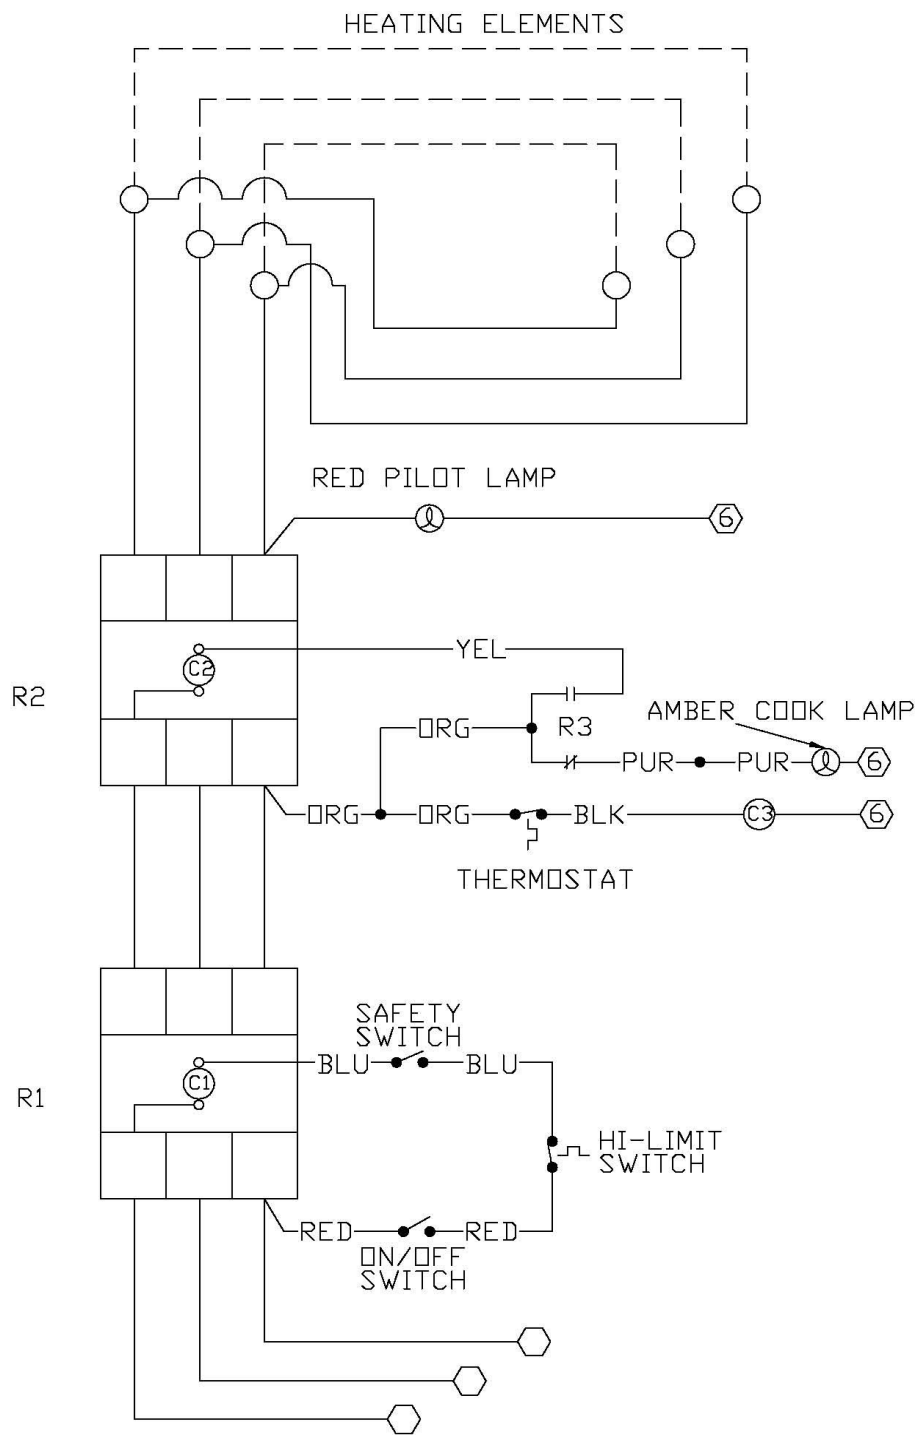 HEATING ELEMENTS
RED PILOT LAMP
6
YEL
C2
R2
AMBER COOK LAMP
ORG
R3
PUR
PUR
6
ORG
ORG
BLK
C3
6
THERMOSTAT
SAFETY
SWITCH
BLU
BLU
C1
R1
HI-LIMIT
SWITCH
RED
RED
ON/OFF
SWITCH